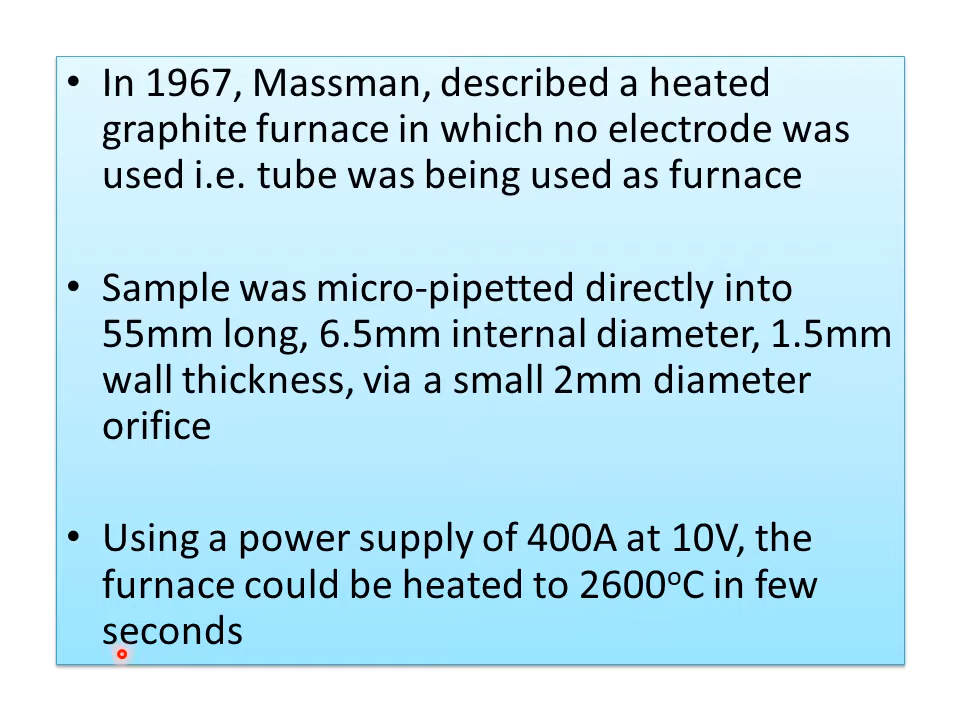 • In 1967, Massman, described a heated
graphite furnace in which no electrode was
used i.e. tube was being used as furnace
• Sample was micro-pipetted directly into
55mm long, 6.5mm internal diameter, 1.5mm
wall thickness, via a small 2mm diameter
orifice
• Using a power supply of 400A at 10V, the
furnace could be heated to 2600ºC in few
seconds